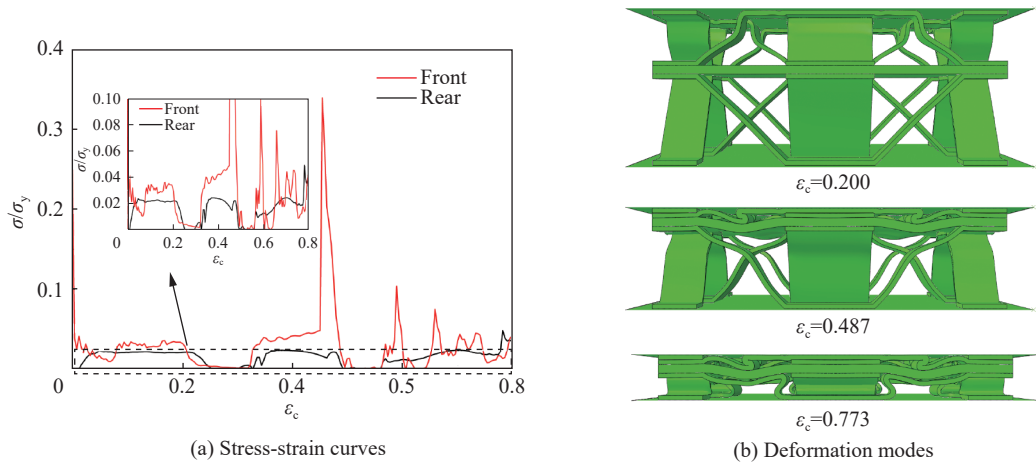 0.4
0.3
0.2
0.1
0
0.2
0.4
0.5
0.8
σ/σy
εc
Front
Rear
0.10
0.08
0.06
0.04
0.02
0
0.2
0.4
0.6
0.8
σ/σy
εc
Front
Rear
(a) Stress-strain curves
εc=0.200
εc=0.487
εc=0.773
(b) Deformation modes